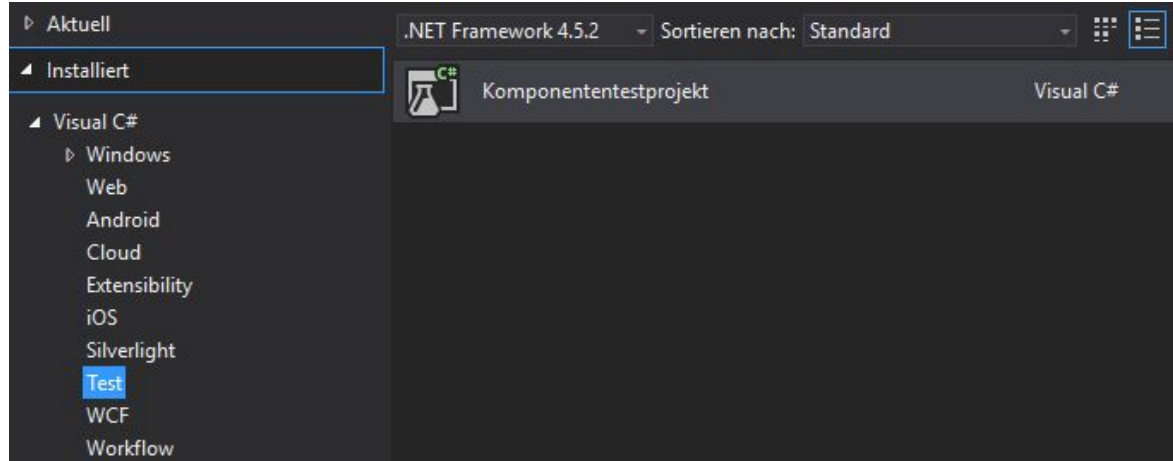 Aktuell
Installiert
Visual C#
Windows
Web
Android
Cloud
Extensibility
iOS
Silverlight
Test
WCF
Workflow
.NET Framework 4.5.2 Sortieren nach: Standard
C#
Komponententestprojekt Visual C#